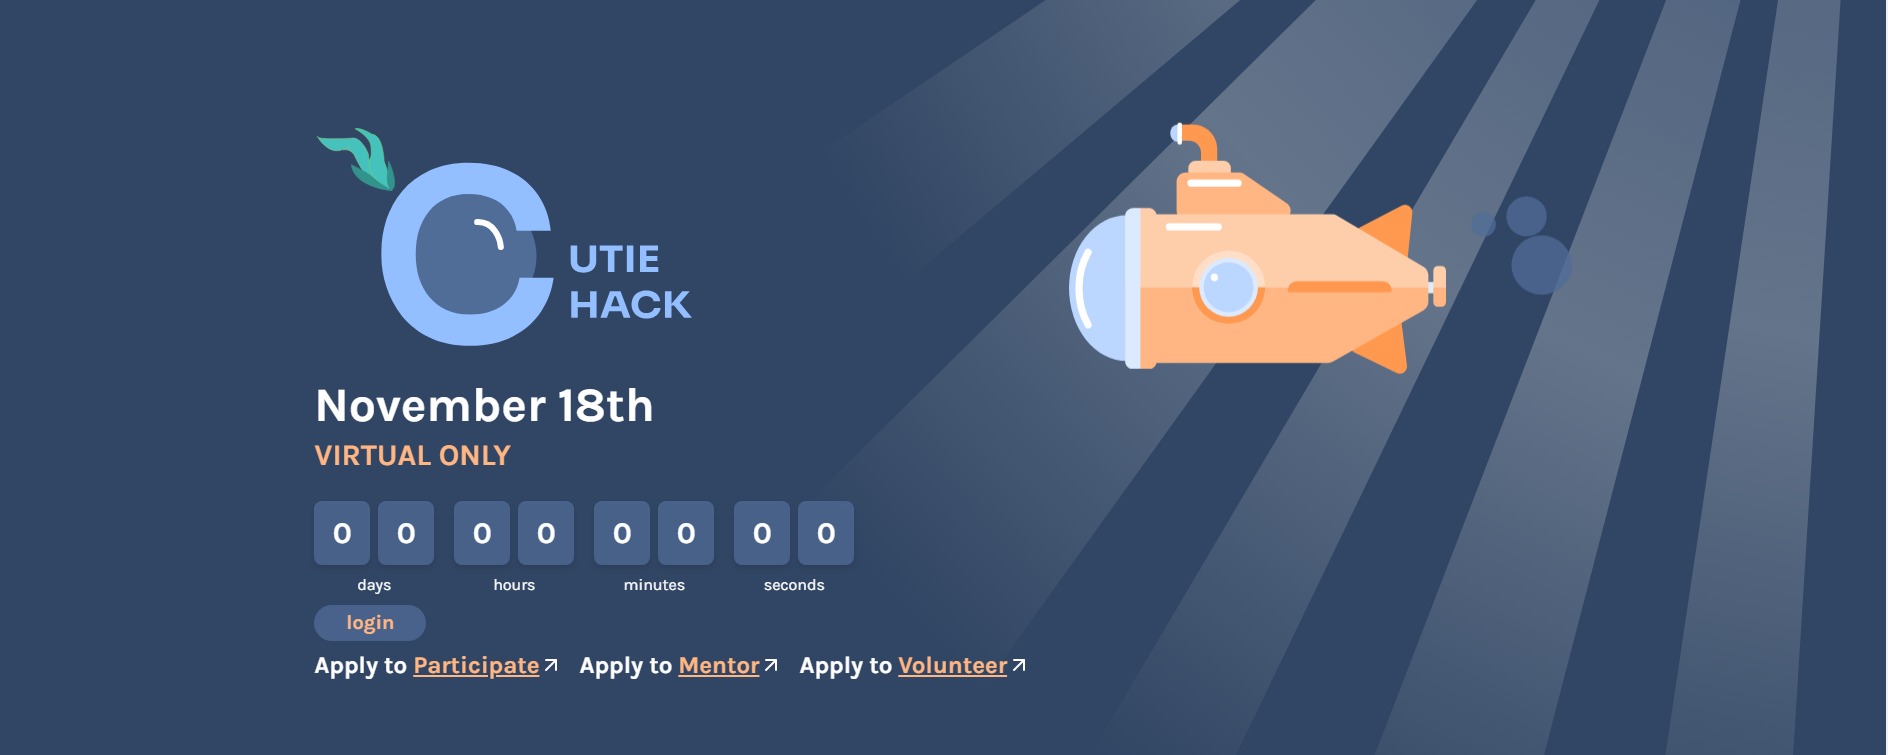 CUTIE
HACK
November 18th
VIRTUAL ONLY
0 0 0 0 0 0 0 0
days hours minutes seconds
login
Apply to Participate Apply to Mentor Apply to Volunteer